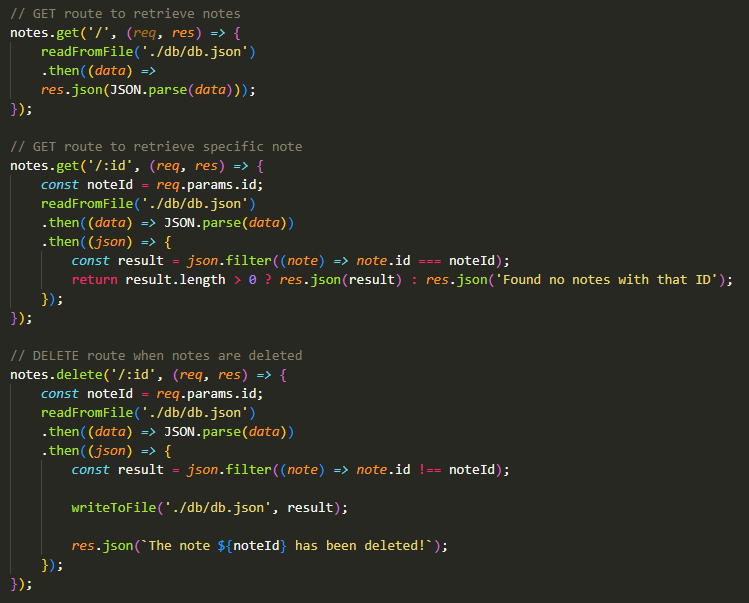 // GET route to retrieve notes
notes.get('/', (req, res) => {
    readFromFile('./db/db.json')
    .then((data) =>
    res.json(JSON.parse(data)));
});

// GET route to retrieve specific note
notes.get('/:id', (req, res) => {
    const noteId = req.params.id;
    readFromFile('./db/db.json')
    .then((data) => JSON.parse(data))
    .then((json) => {
        const result = json.filter((note) => note.id === noteId);
        return result.length > 0 ? res.json(result) : res.json('Found no notes with that ID');
    });
});

// DELETE route when notes are deleted
notes.delete('/:id', (req, res) => {
    const noteId = req.params.id;
    readFromFile('./db/db.json')
    .then((data) => JSON.parse(data))
    .then((json) => {
        const result = json.filter((note) => note.id !== noteId);

        writeToFile('./db/db.json', result);

        res.json(`The note ${noteId} has been deleted!`);
    });
});